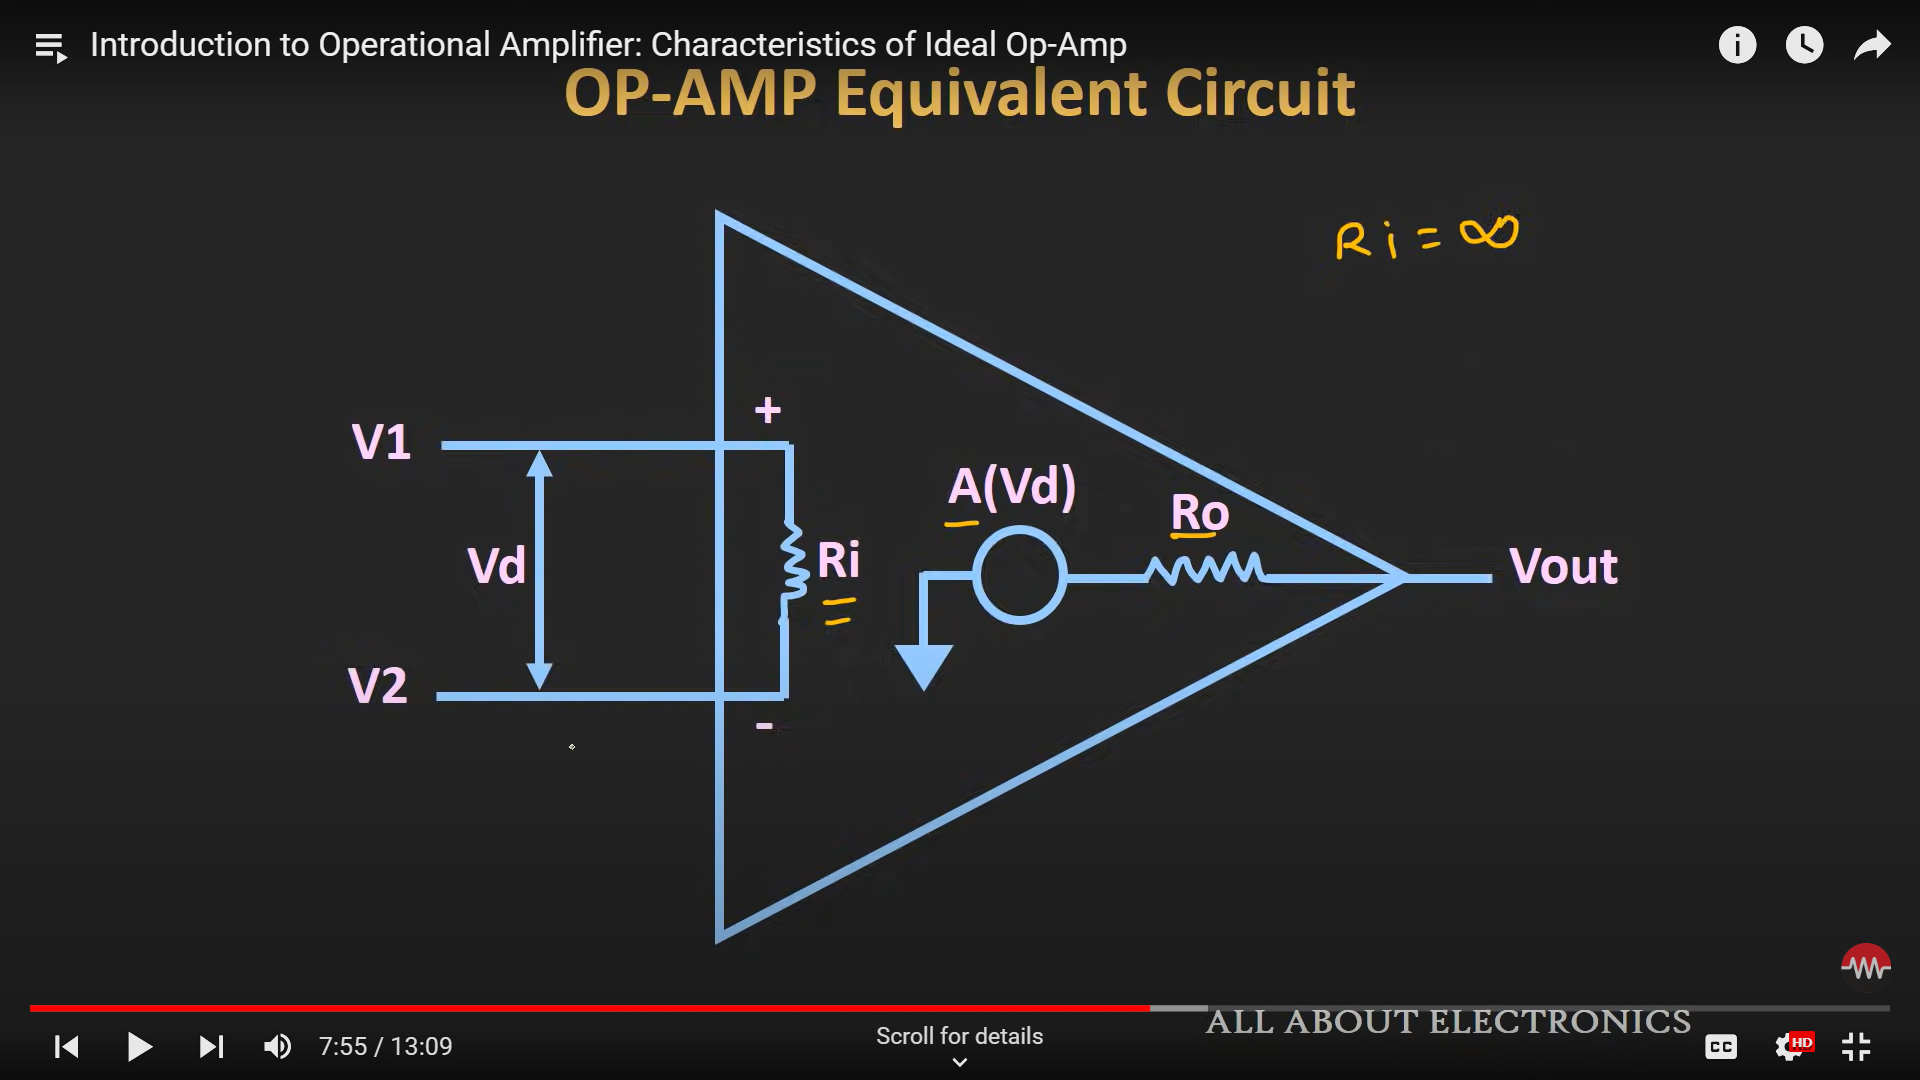 Introduction to Operational Amplifier: Characteristics of Ideal Op-Amp
OP-AMP Equivalent Circuit
Ri = ∞
+
V1
A(Vd)
Ro
Vd
Ri
Vout
V2
-
ALL ABOUT ELECTRONICS
7:55 / 13:09
Scroll for details
CC
HD